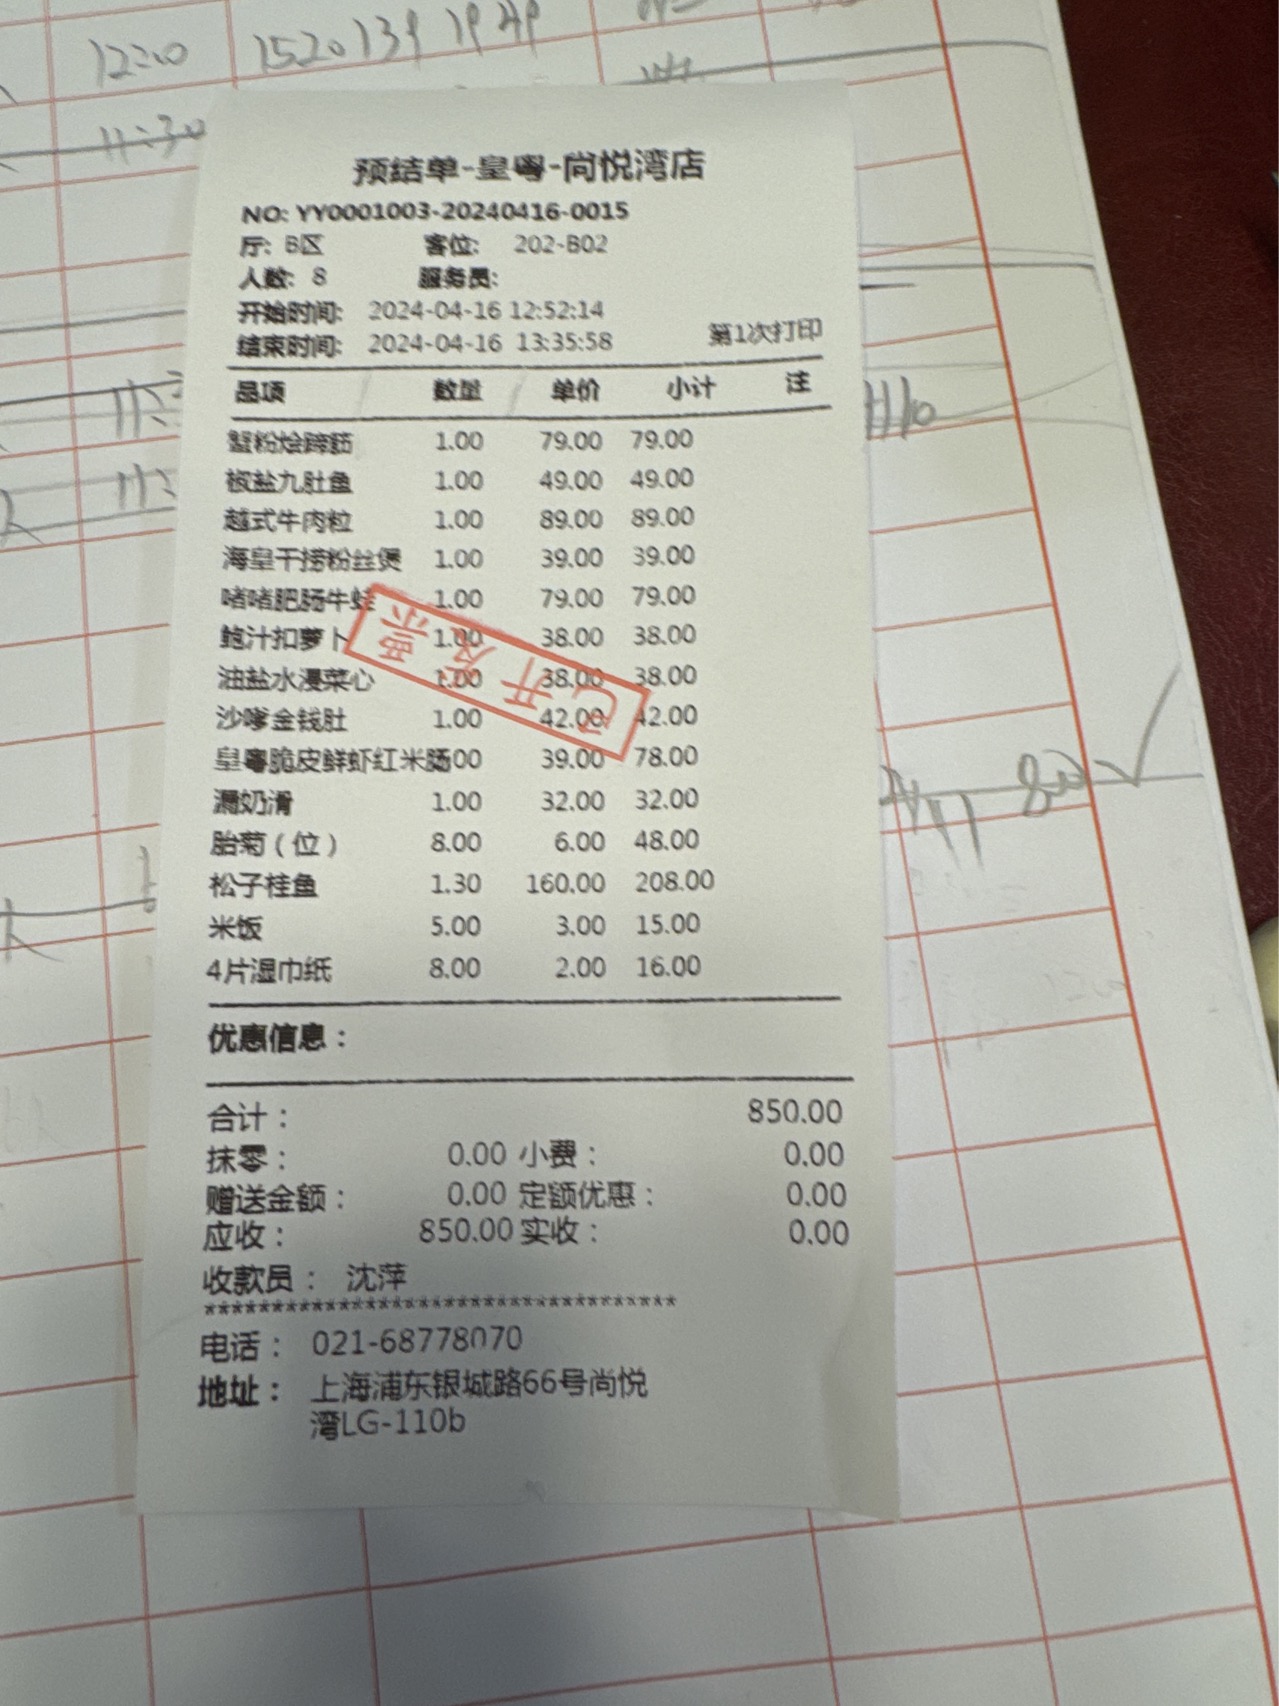 12:00 1520139 1949
11:30
预结单-皇粤-尚悦湾店
NO: YY0001003-20240416-0015
厅: B区 客位: 202-B02
人数: 8 服务员:
开始时间: 2024-04-16 12:52:14
结束时间: 2024-04-16 13:35:58 第1次打印
品项 数量 单价 小计 注
蟹粉烩蹄筋 1.00 79.00 79.00
椒盐九肚鱼 1.00 49.00 49.00
越式牛肉粒 1.00 89.00 89.00
海皇干捞粉丝煲 1.00 39.00 39.00
啫啫肥肠牛蛙 1.00 79.00 79.00
鲍汁扣萝卜 1.00 38.00 38.00
油盐水浸菜心 1.00 38.00 38.00
沙嗲金钱肚 1.00 42.00 42.00
皇粤脆皮鲜虾红米肠00 39.00 78.00
漏奶滑 1.00 32.00 32.00
胎菊（位） 8.00 6.00 48.00
松子桂鱼 1.30 160.00 208.00
米饭 5.00 3.00 15.00
4片湿巾纸 8.00 2.00 16.00
已开发票
优惠信息：
合计： 850.00
抹零： 0.00 小费： 0.00
赠送金额： 0.00 定额优惠： 0.00
应收： 850.00 实收： 0.00
收款员： 沈萍
***********************************
电话： 021-68778070
地址： 上海浦东银城路66号尚悦
湾LG-110b